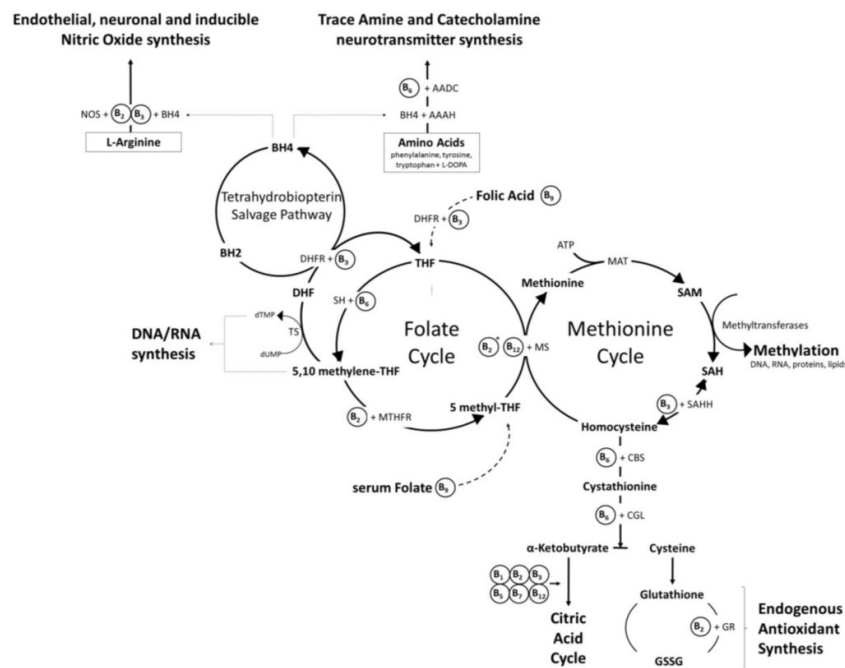 Endothelial, neuronal and inducible
Nitric Oxide synthesis
Trace Amine and Catecholamine
neurotransmitter synthesis
B6 + AADC
NOS + B2 B3 + BH4
BH4 + AAAH
L-Arginine
Amino Acids
phenylalanine, tyrosine,
tryptophan + L-DOPA
BH4
Tetrahydrobiopterin
Salvage Pathway
Folic Acid B9
DHFR + B3
BH2
DHFR + B3
THF
ATP
MAT
Methionine
DHF
SH + B6
SAM
dTMP
TS
dUMP
DNA/RNA
synthesis
Folate
Cycle
B2 B12 + MS
Methionine
Cycle
Methyltransferases
Methylation
DNA, RNA, proteins, lipids
5,10 methylene-THF
SAH
B2 + MTHFR
5 methyl-THF
B3 + SAHH
Homocysteine
B6 + CBS
serum Folate B9
Cystathionine
B6 + CGL
α-Ketobutyrate
Cysteine
B1 B2 B3
B5 B7 B12
Citric
Acid
Cycle
Glutathione
B2 + GR
GSSG
Endogenous
Antioxidant
Synthesis